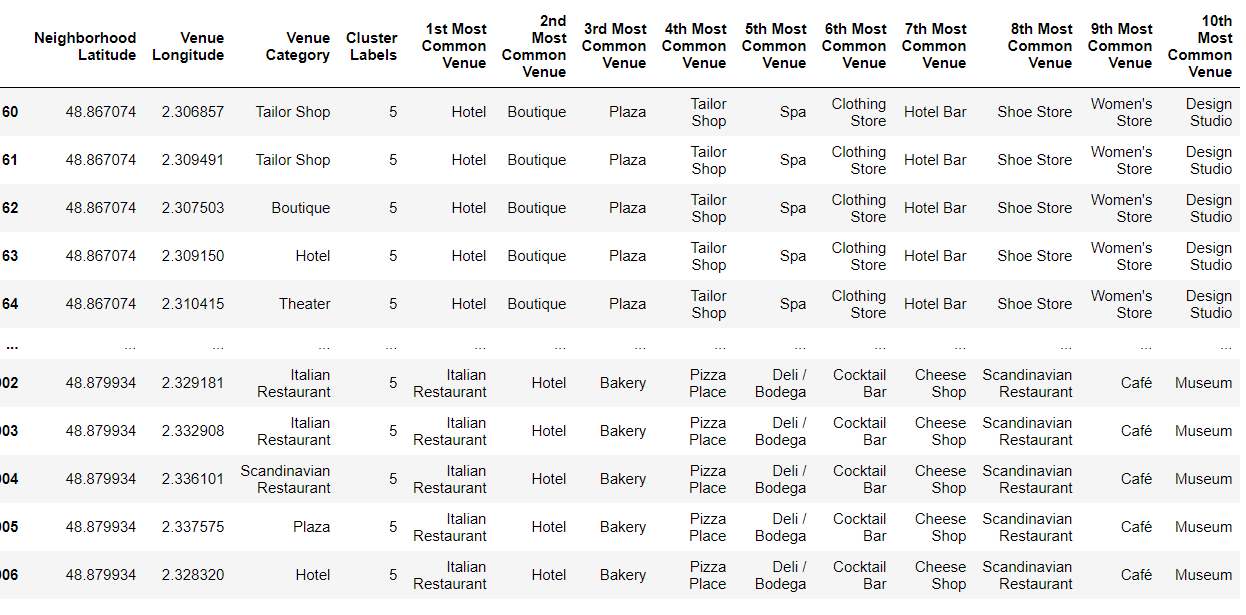 Neighborhood Latitude Venue Longitude Venue Category Cluster Labels 1st Most Common Venue 2nd Most Common Venue 3rd Most Common Venue 4th Most Common Venue 5th Most Common Venue 6th Most Common Venue 7th Most Common Venue 8th Most Common Venue 9th Most Common Venue 10th Most Common Venue
60 48.867074 2.306857 Tailor Shop 5 Hotel Boutique Plaza Tailor Shop Spa Clothing Store Hotel Bar Shoe Store Women's Store Design Studio
61 48.867074 2.309491 Tailor Shop 5 Hotel Boutique Plaza Tailor Shop Spa Clothing Store Hotel Bar Shoe Store Women's Store Design Studio
62 48.867074 2.307503 Boutique 5 Hotel Boutique Plaza Tailor Shop Spa Clothing Store Hotel Bar Shoe Store Women's Store Design Studio
63 48.867074 2.309150 Hotel 5 Hotel Boutique Plaza Tailor Shop Spa Clothing Store Hotel Bar Shoe Store Women's Store Design Studio
64 48.867074 2.310415 Theater 5 Hotel Boutique Plaza Tailor Shop Spa Clothing Store Hotel Bar Shoe Store Women's Store Design Studio
... ... ... ... ... ... ... ... ... ... ... ... ... ... ...
02 48.879934 2.329181 Italian Restaurant 5 Italian Restaurant Hotel Bakery Pizza Place Deli / Bodega Cocktail Bar Cheese Shop Scandinavian Restaurant Café Museum
03 48.879934 2.332908 Italian Restaurant 5 Italian Restaurant Hotel Bakery Pizza Place Deli / Bodega Cocktail Bar Cheese Shop Scandinavian Restaurant Café Museum
04 48.879934 2.336101 Scandinavian Restaurant 5 Italian Restaurant Hotel Bakery Pizza Place Deli / Bodega Cocktail Bar Cheese Shop Scandinavian Restaurant Café Museum
05 48.879934 2.337575 Plaza 5 Italian Restaurant Hotel Bakery Pizza Place Deli / Bodega Cocktail Bar Cheese Shop Scandinavian Restaurant Café Museum
06 48.879934 2.328320 Hotel 5 Italian Restaurant Hotel Bakery Pizza Place Deli / Bodega Cocktail Bar Cheese Shop Scandinavian Restaurant Café Museum